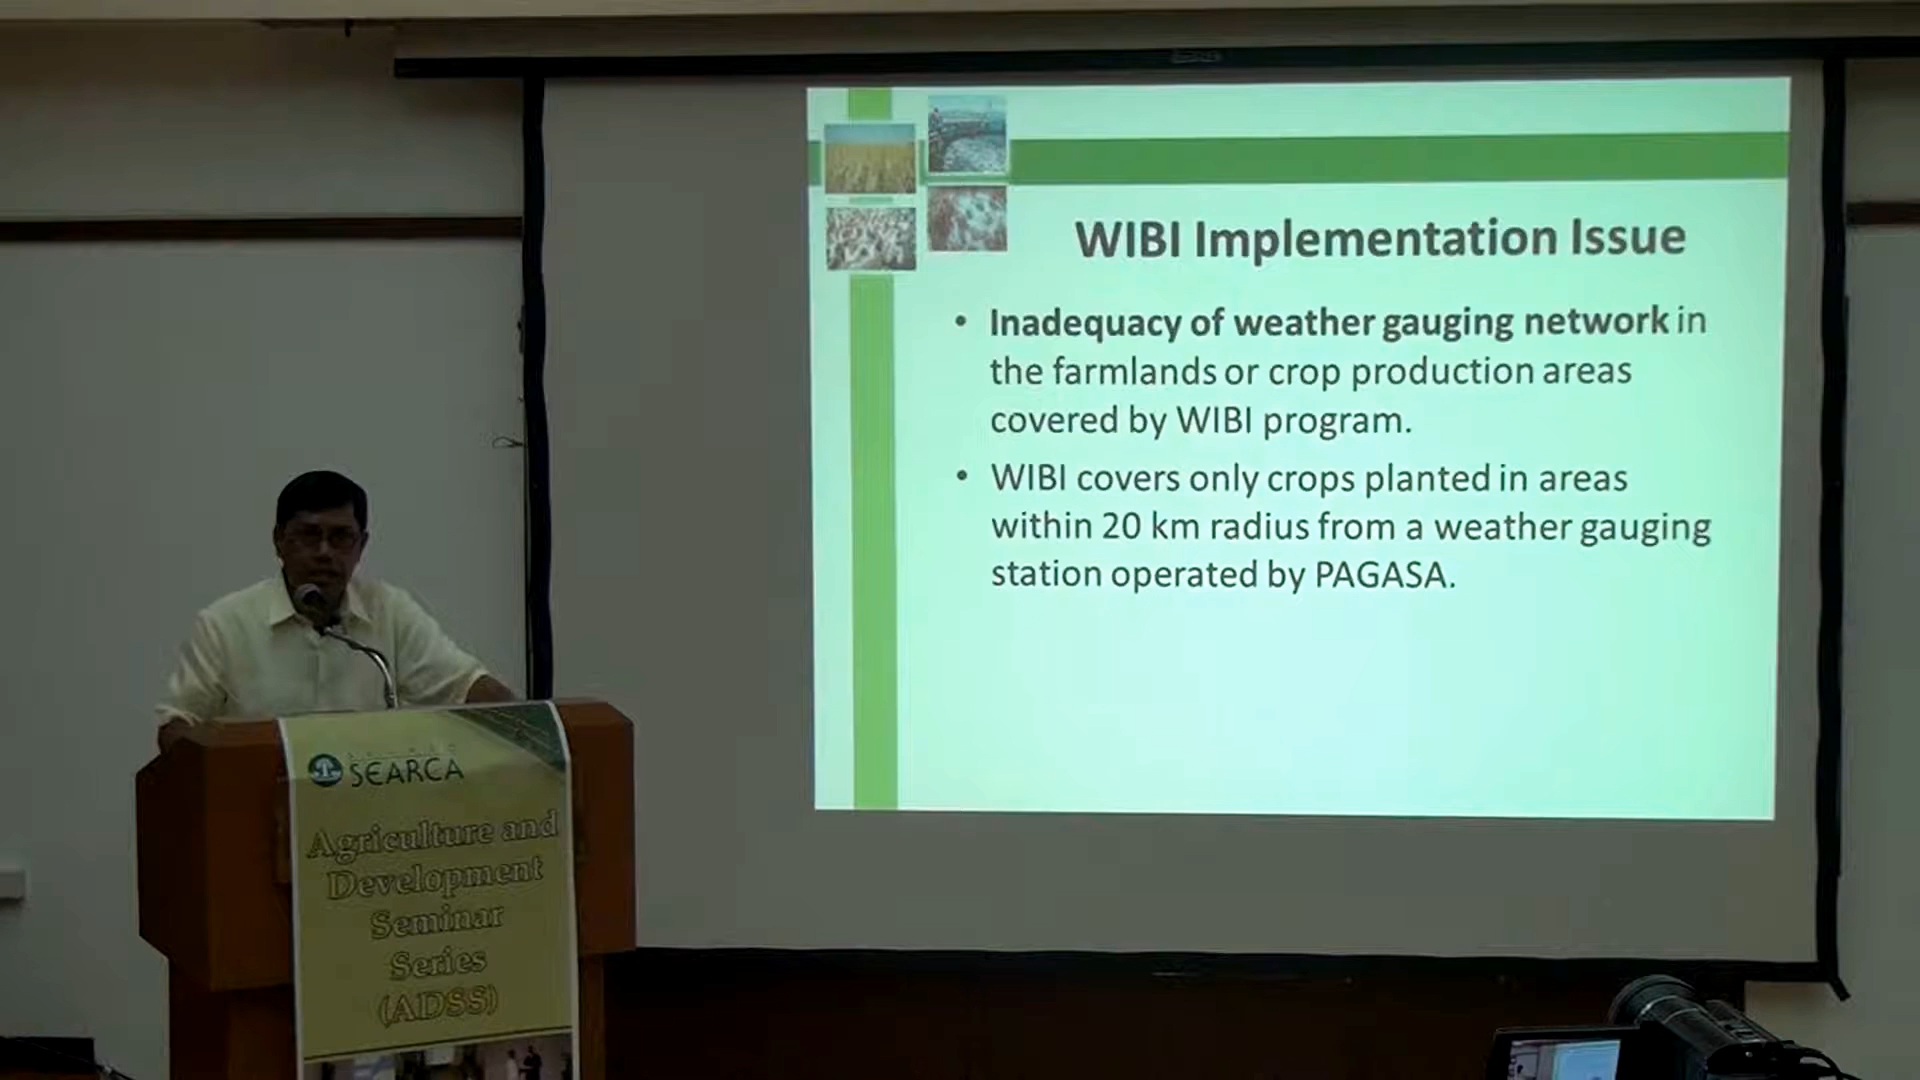 WIBI Implementation Issue
• Inadequacy of weather gauging network in
the farmlands or crop production areas
covered by WIBI program.
• WIBI covers only crops planted in areas
within 20 km radius from a weather gauging
station operated by PAGASA.
SEARCA
Agriculture and
Development
Seminar
Series
(ADSS)